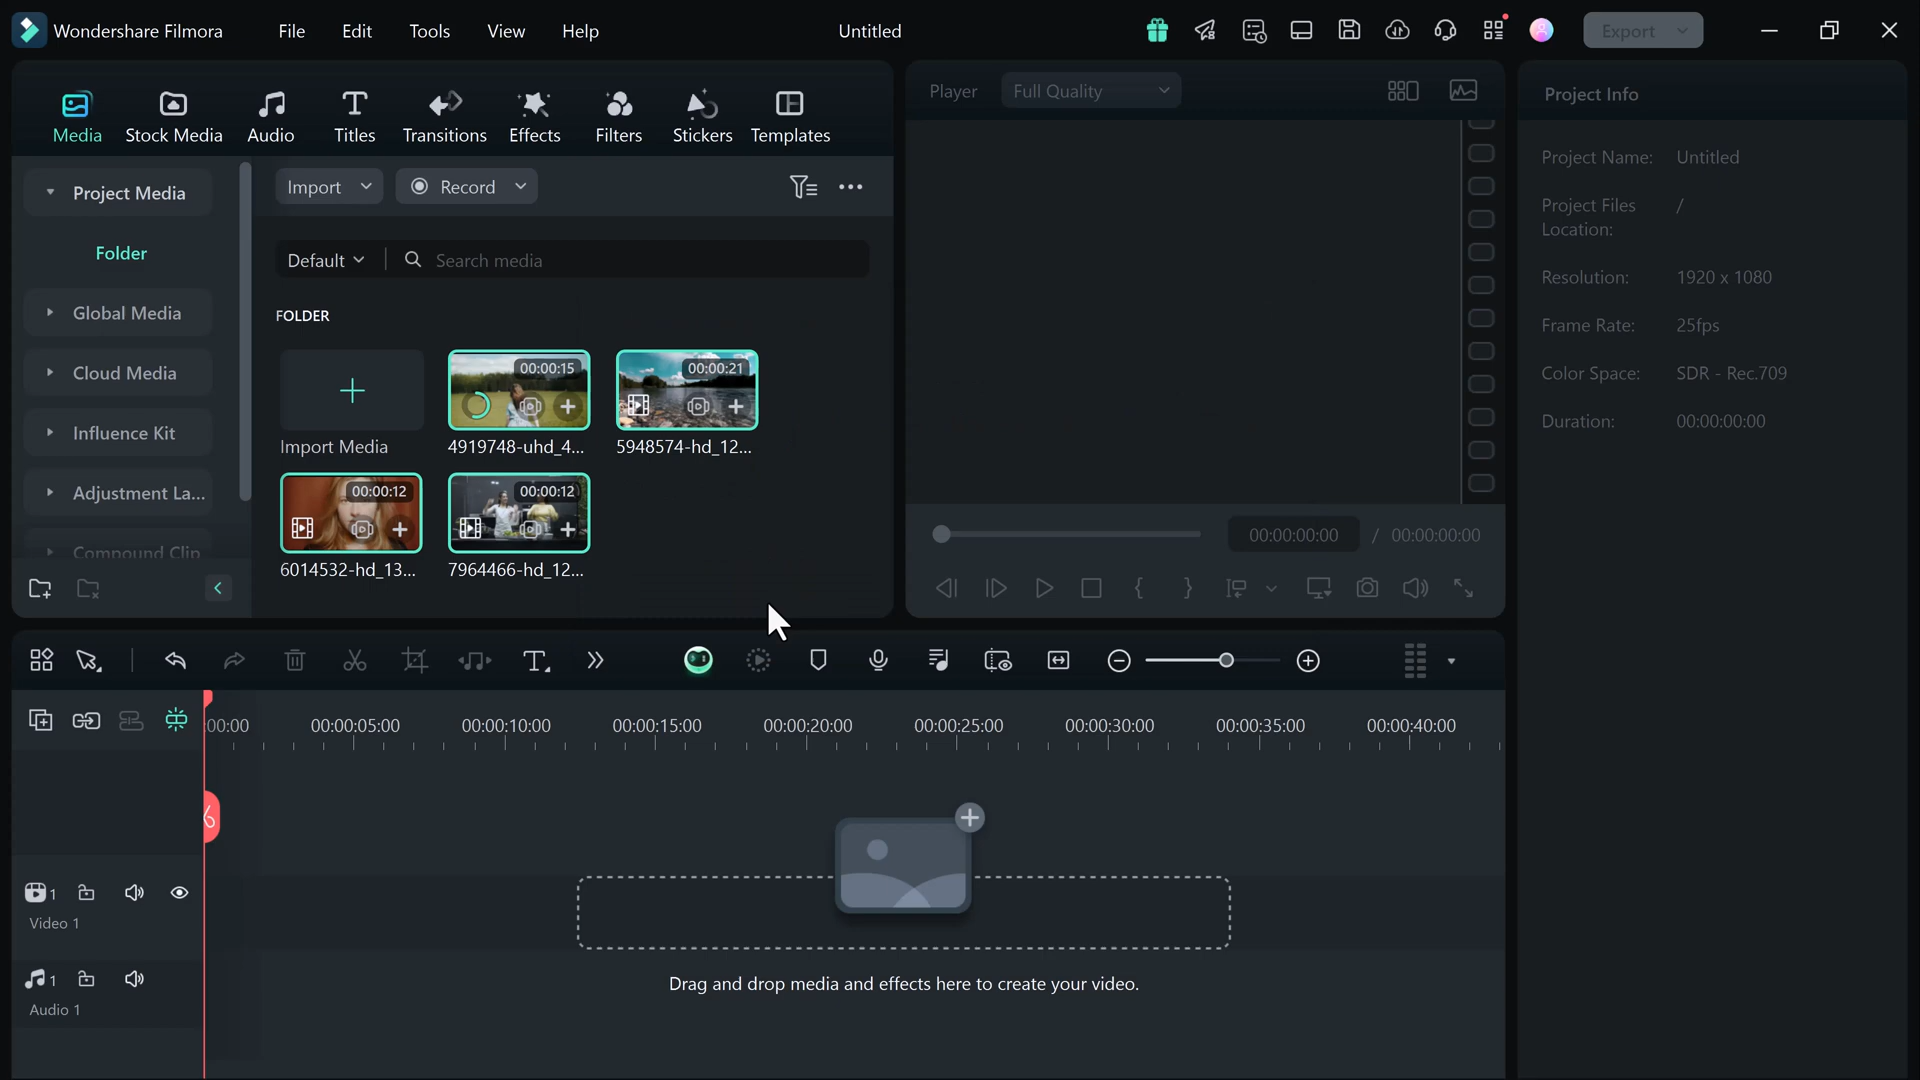 Wondershare Filmora
File Edit Tools View Help
Untitled
Export
Media Stock Media Audio Titles Transitions Effects Filters Stickers Templates
Player Full Quality
Project Info
Project Media
Folder
Global Media
Cloud Media
Influence Kit
Adjustment La...
Compound Clip
Import Record
Default Search media
FOLDER
Import Media
00:00:15
4919748-uhd_4...
00:00:21
5948574-hd_12...
00:00:12
6014532-hd_13...
00:00:12
7964466-hd_12...
00:00:00:00 / 00:00:00:00
Project Name: Untitled
Project Files Location: /
Resolution: 1920 x 1080
Frame Rate: 25fps
Color Space: SDR - Rec.709
Duration: 00:00:00:00
:00:00 00:00:05:00 00:00:10:00 00:00:15:00 00:00:20:00 00:00:25:00 00:00:30:00 00:00:35:00 00:00:40:00
1
Video 1
1
Audio 1
Drag and drop media and effects here to create your video.